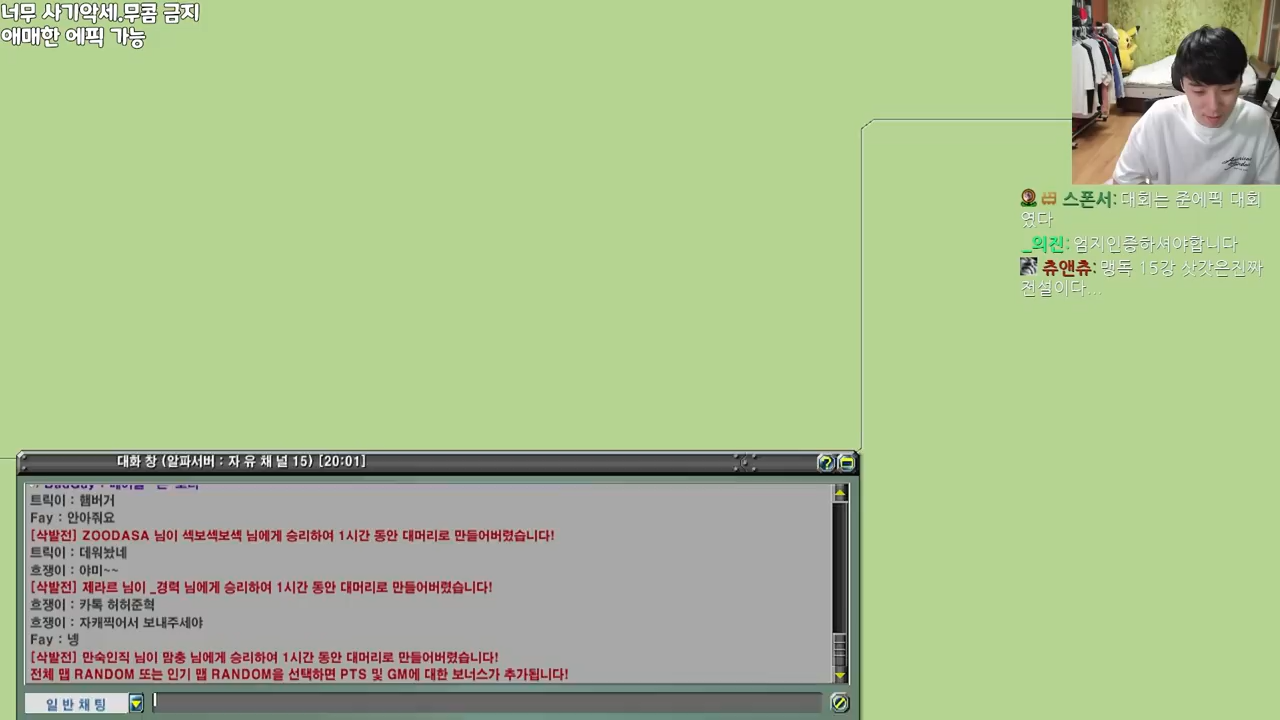 너무 사기악세.무콤 금지
애매한 에픽 가능
스폰서: 대회는 준에픽 대회
였다
_의진: 엄지인증하셔야합니다
츄앤츄: 맹독 15강 삿갓은진짜
전설이다...
대화 창 (알파서버 : 자 유 채 널 15) [20:01]
트릭이 : 햄버거
Fay : 안아줘요
[삭발전] ZOODASA 님이 섹보섹보섹 님에게 승리하여 1시간 동안 대머리로 만들어버렸습니다!
트릭이 : 데워놨네
흐쟁이 : 야미~~
[삭발전] 제라르 님이 _경력 님에게 승리하여 1시간 동안 대머리로 만들어버렸습니다!
흐쟁이 : 카톡 허허준혁
흐쟁이 : 자캐찍어서 보내주세야
Fay : 넹
[삭발전] 만숙인직 님이 맘충 님에게 승리하여 1시간 동안 대머리로 만들어버렸습니다!
전체 맵 RANDOM 또는 인기 맵 RANDOM을 선택하면 PTS 및 GM에 대한 보너스가 추가됩니다!
일 반 채 팅